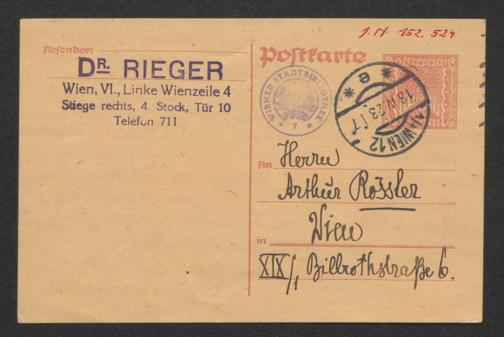 J.N. 152.524
Absender:
DR. RIEGER
Wien, VI., Linke Wienzeile 4
Stiege rechts, 4. Stock, Tür 10
Telefon 711
Postkarte
WIENER STADTBIBLIOTHEK
WIEN 12
An Herrn
Arthur Rössler
Wien
in
XIX/1, Billrothstraße 6.